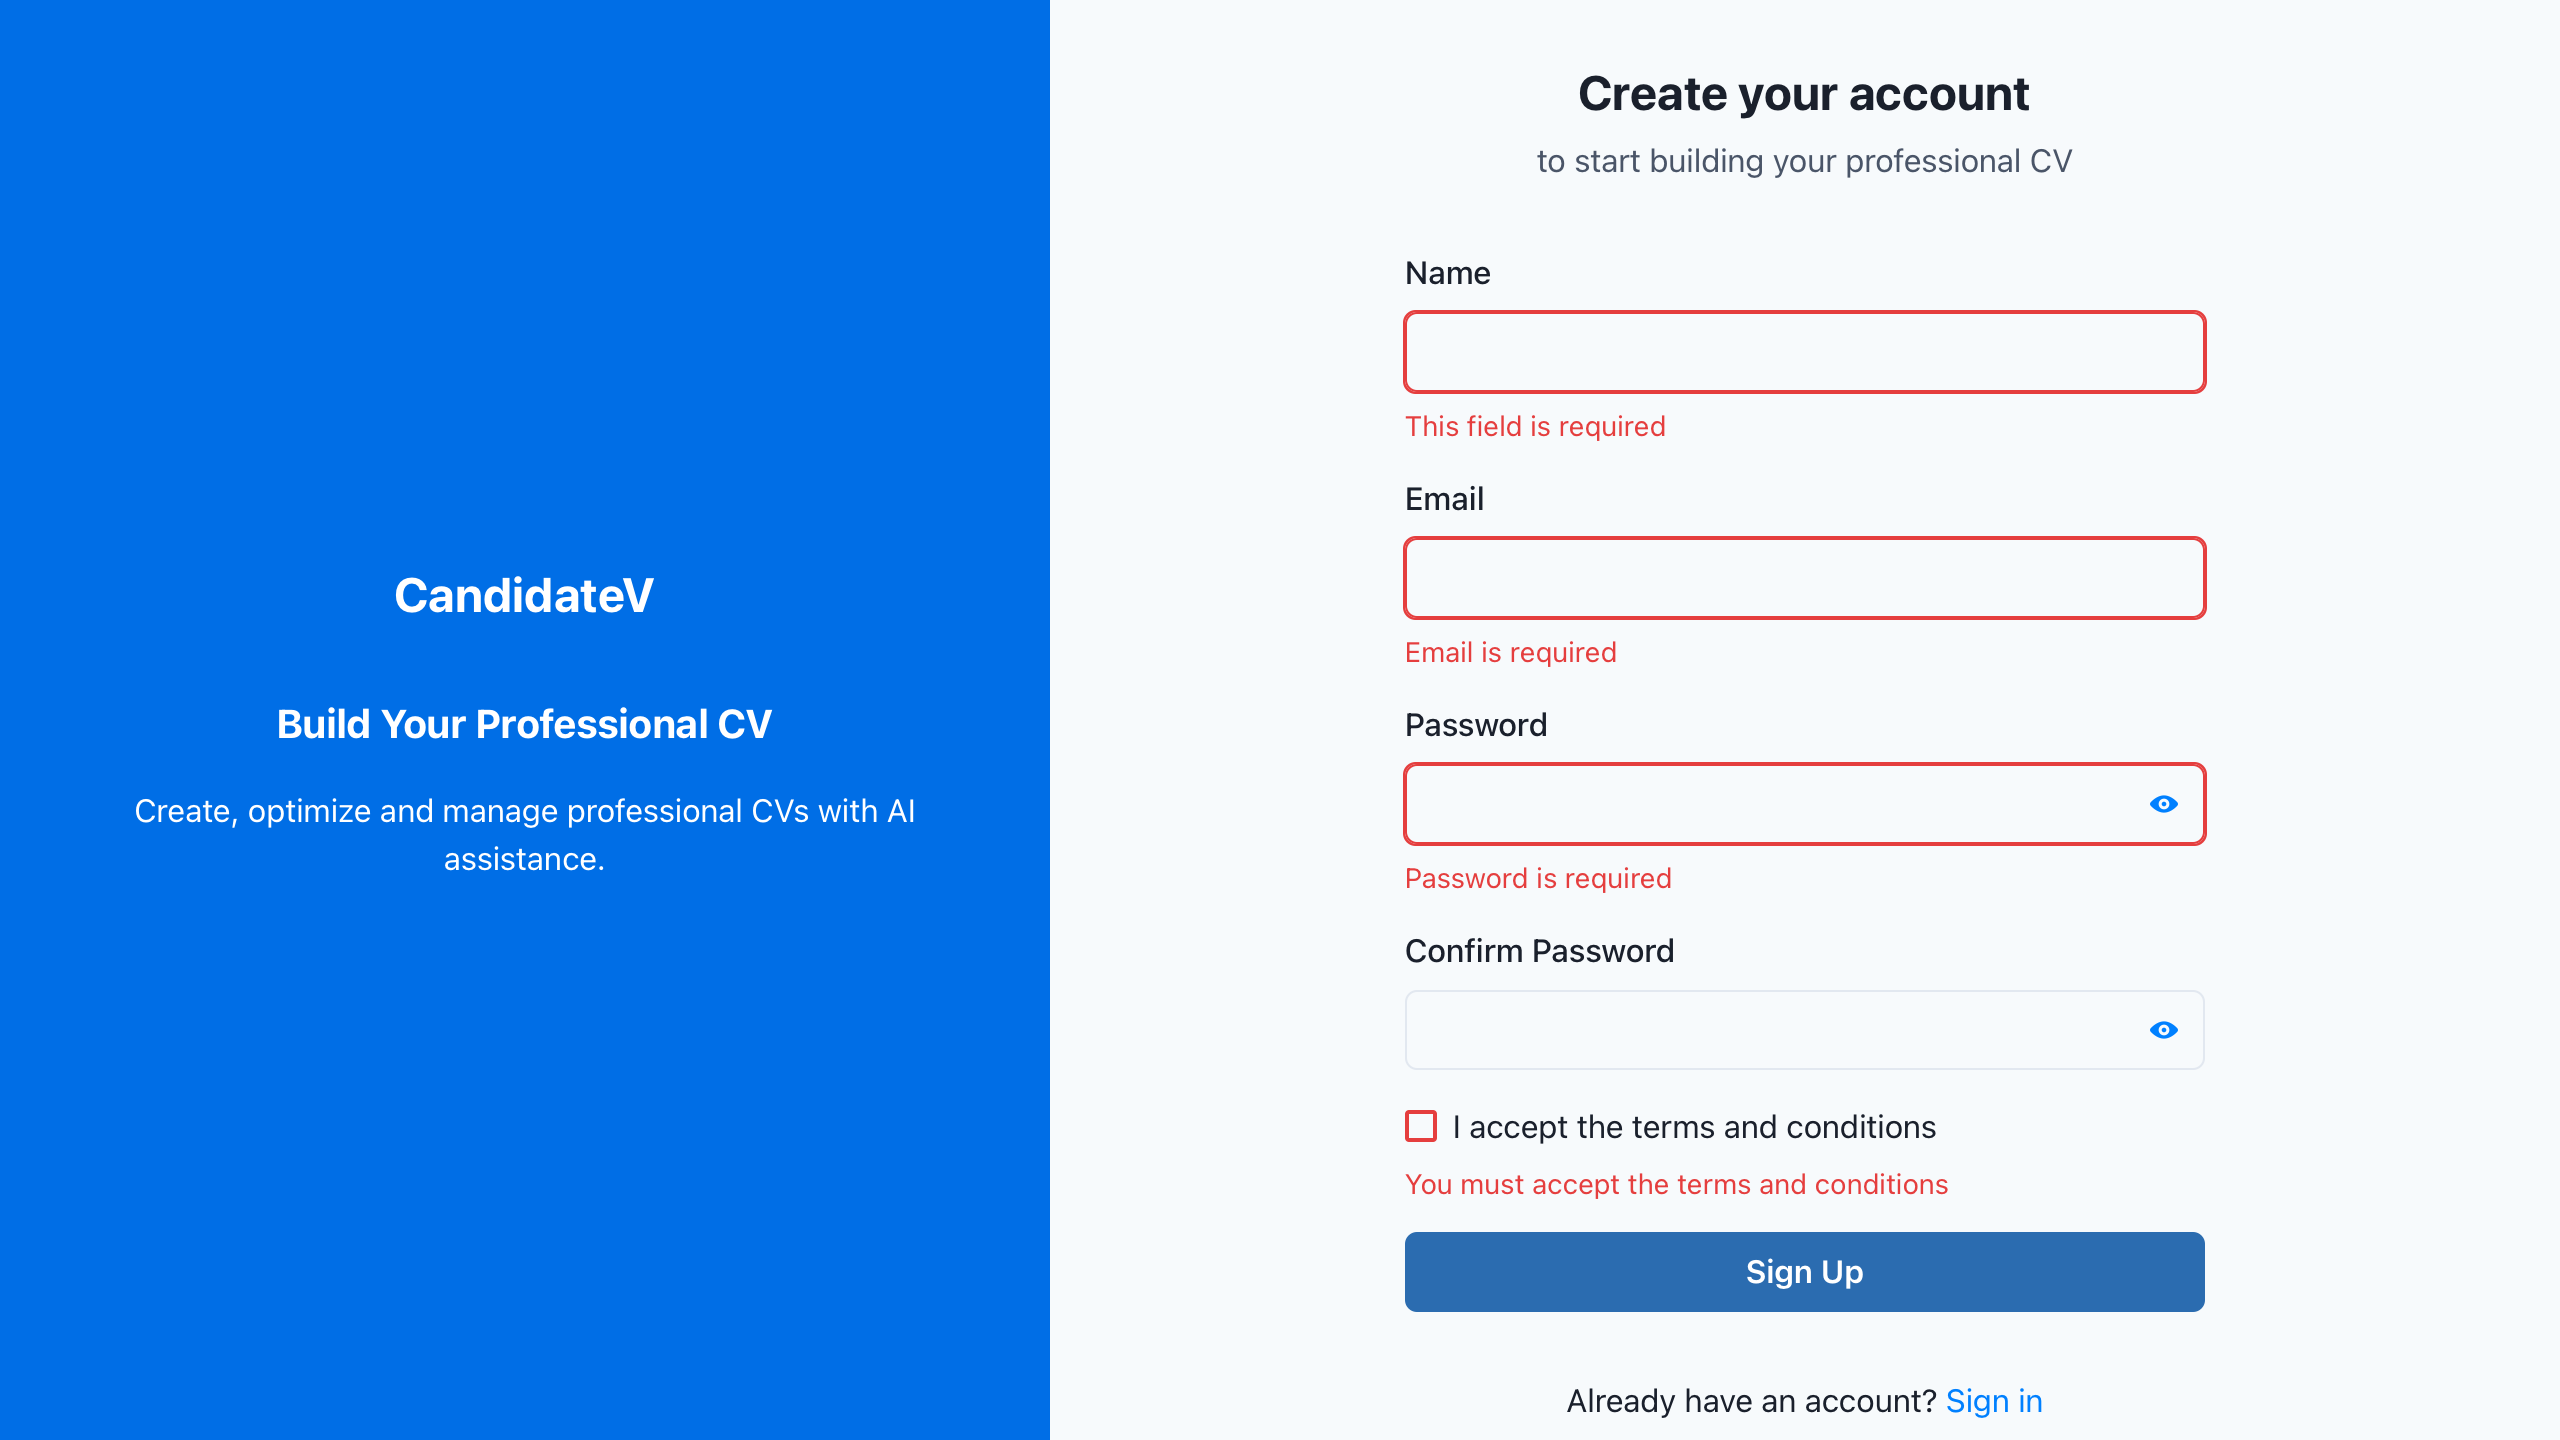 CandidateV
Build Your Professional CV
Create, optimize and manage professional CVs with AI
assistance.
Create your account
to start building your professional CV
Name
This field is required
Email
Email is required
Password
Password is required
Confirm Password
I accept the terms and conditions
You must accept the terms and conditions
Sign Up
Already have an account? Sign in